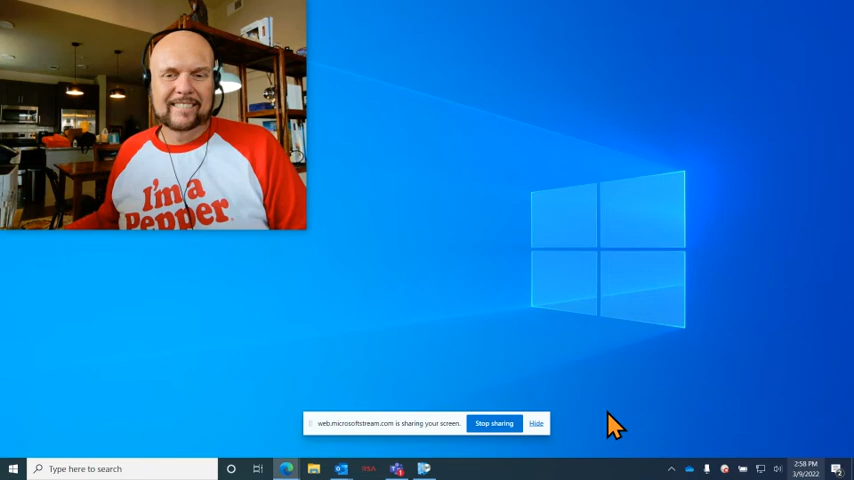 I'm a
Pepper
web.microsoftstream.com is sharing your screen.
Stop sharing
Hide
Type here to search
RSA
2:58 PM
3/9/2022